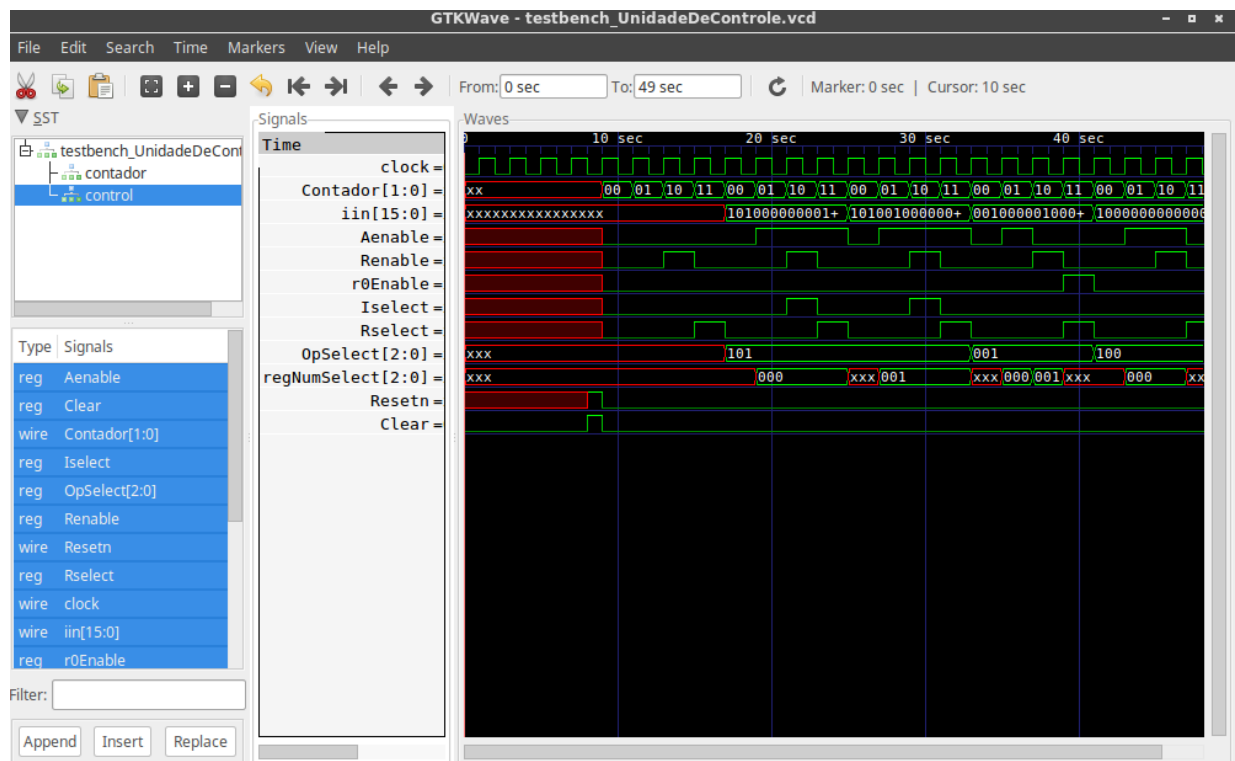 GTKWave - testbench_UnidadeDeControle.vcd
File Edit Search Time Markers View Help
From: 0 sec To: 49 sec Marker: 0 sec | Cursor: 10 sec
SST
testbench_UnidadeDeCont
contador
control
Type Signals
reg Aenable
reg Clear
wire Contador[1:0]
reg Iselect
reg OpSelect[2:0]
reg Renable
wire Resetn
reg Rselect
wire clock
wire iin[15:0]
reg r0Enable
Filter:
Append Insert Replace
Signals
Time
clock=
Contador[1:0]=
iin[15:0]=
Aenable=
Renable=
r0Enable=
Iselect=
Rselect=
OpSelect[2:0]=
regNumSelect[2:0]=
Resetn=
Clear=
Waves
0 10 sec 20 sec 30 sec 40 sec
xx 00 01 10 11 00 01 10 11 00 01 10 11 00 01 10 11 00 01 10 11
xxxxxxxxxxxxxxxx 101000000001+ 101001000000+ 001000001000+ 1000000000000
xxx 101 001 100
xxx 000 xxx 001 xxx 000 001 xxx 000 xx